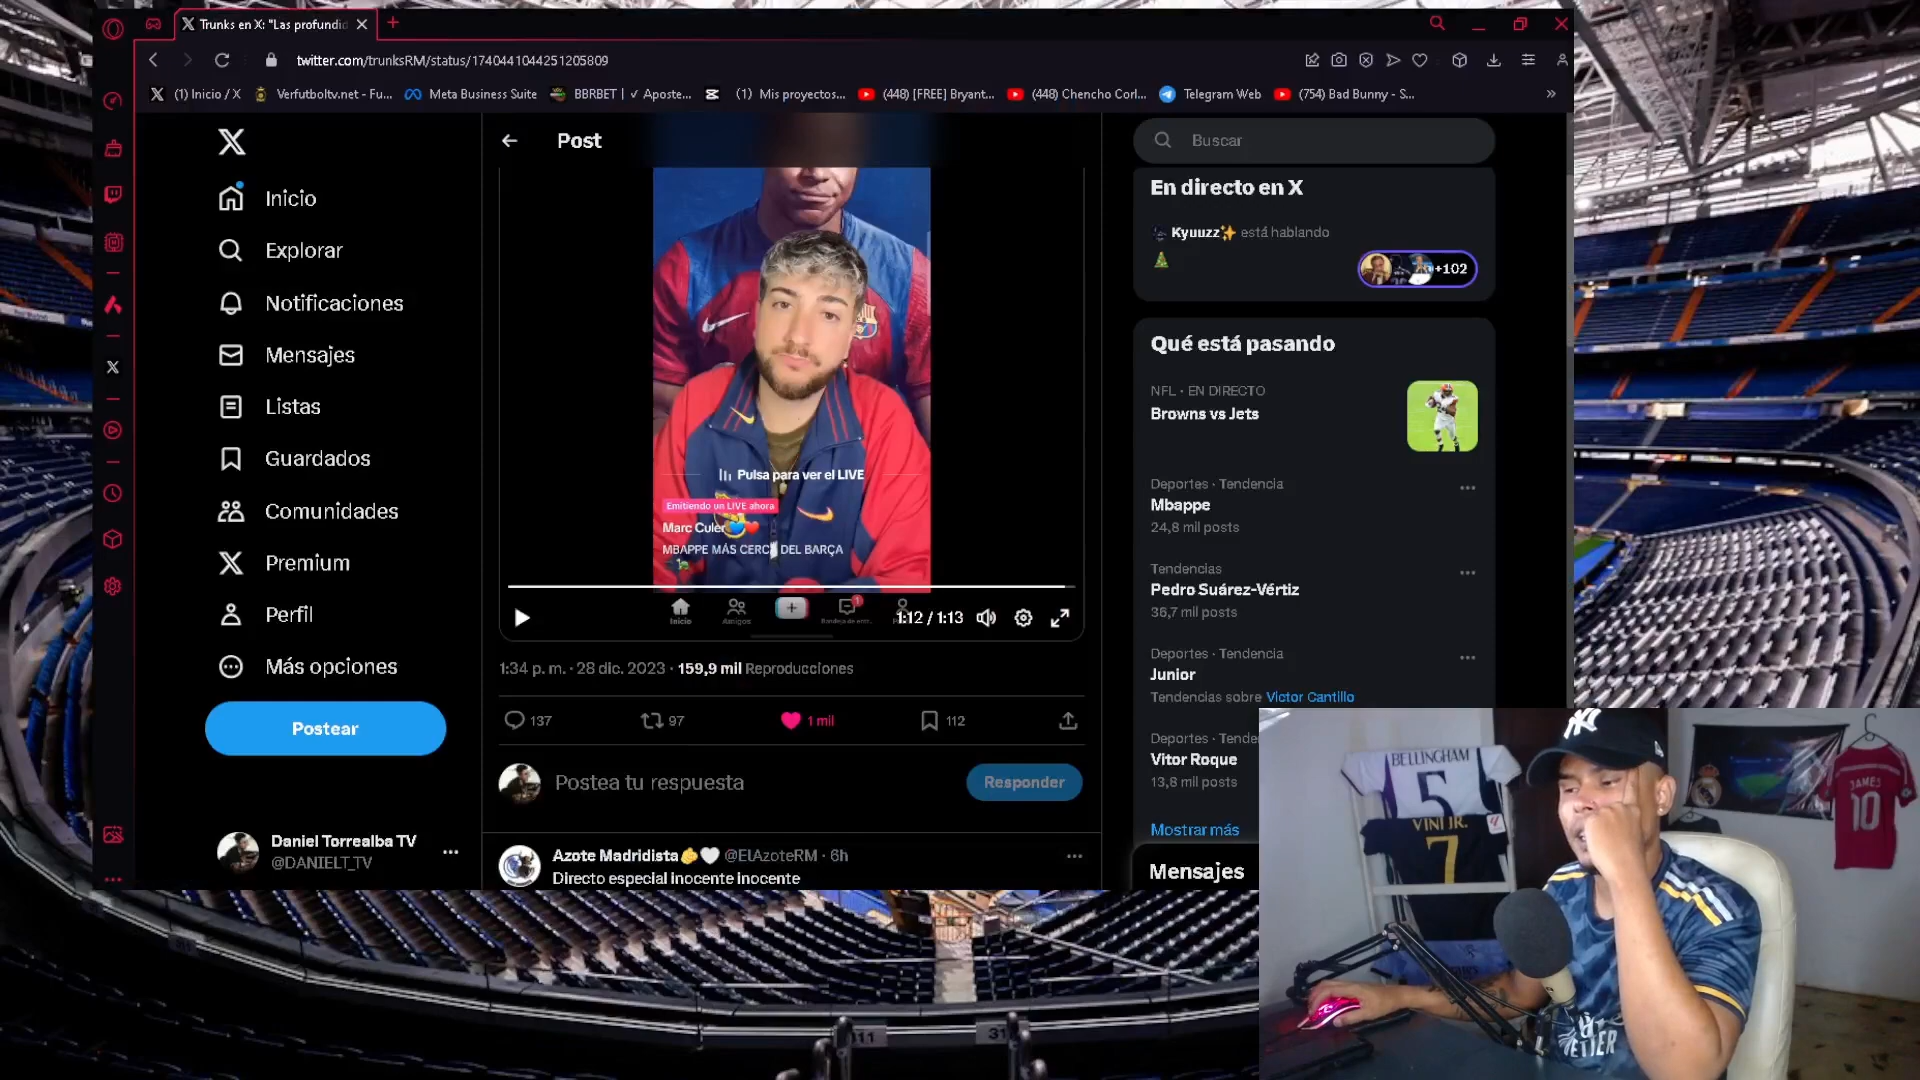 Trunks en X: "Las profundid
twitter.com/trunksRM/status/1740441044251205809
(1) Inicio / X
Verfutboltv.net - Fu...
Meta Business Suite
BBRBET | ✓ Aposte...
(1) Mis proyectos...
(448) [FREE] Bryant...
(448) Chencho Corl...
Telegram Web
(754) Bad Bunny - S...
»
Inicio
Explorar
Notificaciones
Mensajes
Listas
Guardados
Comunidades
Premium
Perfil
Más opciones
Postear
Daniel Torrealba TV
@DANIELT_TV
Post
Pulsa para ver el LIVE
Emitiendo un LIVE ahora
Marc Culer
MBAPPE MÁS CERCA DEL BARÇA
Inicio
Amigos
1
1:12 / 1:13
1:34 p. m. · 28 dic. 2023 · 159,9 mil Reproducciones
137
97
1 mil
112
Postea tu respuesta
Responder
Azote Madridista @ElAzoteRM · 6h
Directo especial inocente inocente
Buscar
En directo en X
Kyuuzz está hablando
+102
Qué está pasando
NFL · EN DIRECTO
Browns vs Jets
Deportes · Tendencia
Mbappe
24,8 mil posts
Tendencias
Pedro Suárez-Vértiz
36,7 mil posts
Deportes · Tendencia
Junior
Tendencias sobre Victor Cantillo
Deportes · Tende
Vitor Roque
13,8 mil posts
Mostrar más
Mensajes
BELLINGHAM
5
VINI JR.
7
JAMES
10